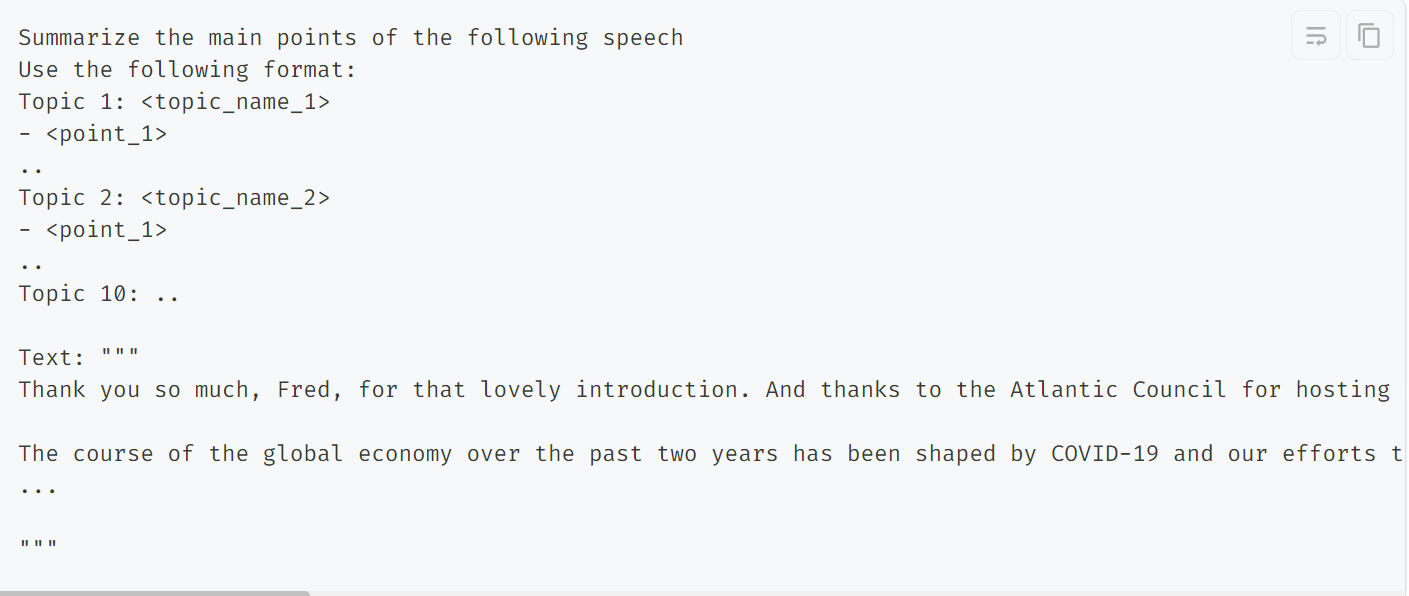 Summarize the main points of the following speech
Use the following format:
Topic 1: <topic_name_1>
- <point_1>
..
Topic 2: <topic_name_2>
- <point_1>
..
Topic 10: ..
Text: """
Thank you so much, Fred, for that lovely introduction. And thanks to the Atlantic Council for hosting
The course of the global economy over the past two years has been shaped by COVID-19 and our efforts
...
"""